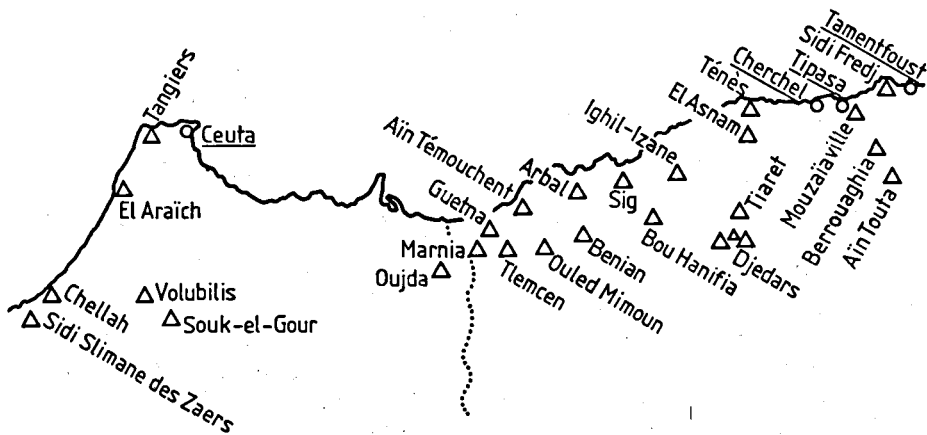 Tangiers
Ceuta
El Araïch
Chellah
Sidi Slimane des Zaers
Volubilis
Souk-el-Gour
Oujda
Marnia
Guetna
Aïn Témouchent
Tlemcen
Ouled Mimoun
Arbal
Benian
Sig
Ighil-Izane
Bou Hanifia
El Asnam
Ténès
Cherchel
Tipasa
Sidi Fredj
Tamentfoust
Tiaret
Djedars
Mouzaïaville
Berrouaghia
Aïn Touta